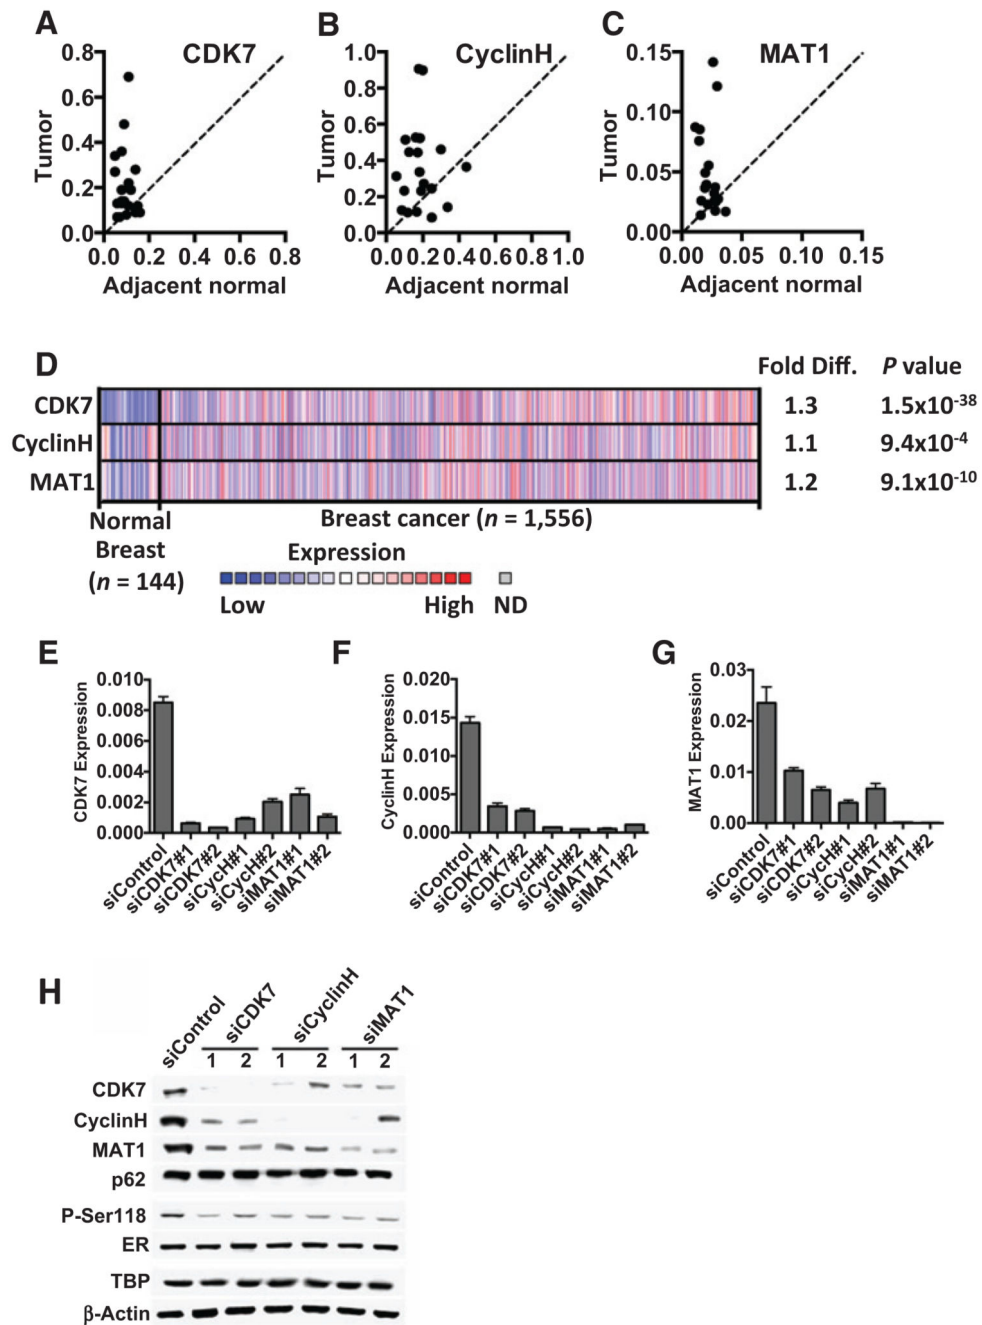 A
CDK7
Tumor
0.8
0.6
0.4
0.2
0.0
0.0 0.2 0.4 0.6 0.8
Adjacent normal
B
CyclinH
Tumor
1.0
0.8
0.6
0.4
0.2
0.0
0.0 0.2 0.4 0.6 0.8 1.0
Adjacent normal
C
MAT1
Tumor
0.15
0.10
0.05
0.00
0.00 0.05 0.10 0.15
Adjacent normal
D
Fold Diff. P value
CDK7 1.3 1.5x10-38
CyclinH 1.1 9.4x10-4
MAT1 1.2 9.1x10-10
Normal
Breast
(n = 144)
Breast cancer (n = 1,556)
Expression
Low High ND
E
CDK7 Expression
0.010
0.008
0.006
0.004
0.002
0.000
siControl
siCDK7#1
siCDK7#2
siCycH#1
siCycH#2
siMAT1#1
siMAT1#2
F
CyclinH Expression
0.020
0.015
0.010
0.005
0.000
siControl
siCDK7#1
siCDK7#2
siCycH#1
siCycH#2
siMAT1#1
siMAT1#2
G
MAT1 Expression
0.03
0.02
0.01
0.00
siControl
siCDK7#1
siCDK7#2
siCycH#1
siCycH#2
siMAT1#1
siMAT1#2
H
siControl
siCDK7
siCyclinH
siMAT1
1 2 1 2 1 2
CDK7
CyclinH
MAT1
p62
P-Ser118
ER
TBP
β-Actin